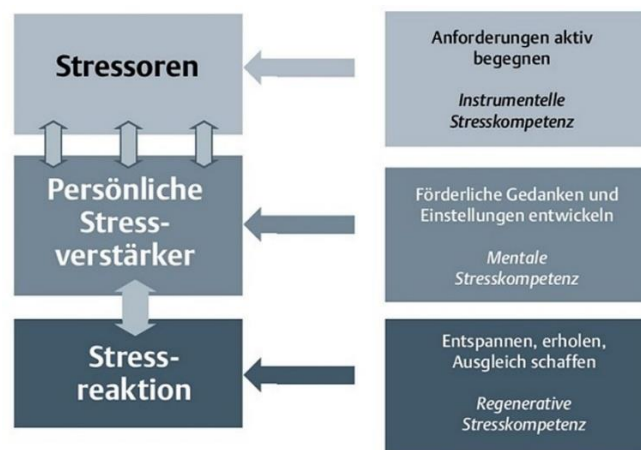 Stressoren
Anforderungen aktiv
begegnen
Instrumentelle
Stresskompetenz
Persönliche
Stress-
verstärker
Förderliche Gedanken und
Einstellungen entwickeln
Mentale
Stresskompetenz
Stress-
reaktion
Entspannen, erholen,
Ausgleich schaffen
Regenerative
Stresskompetenz